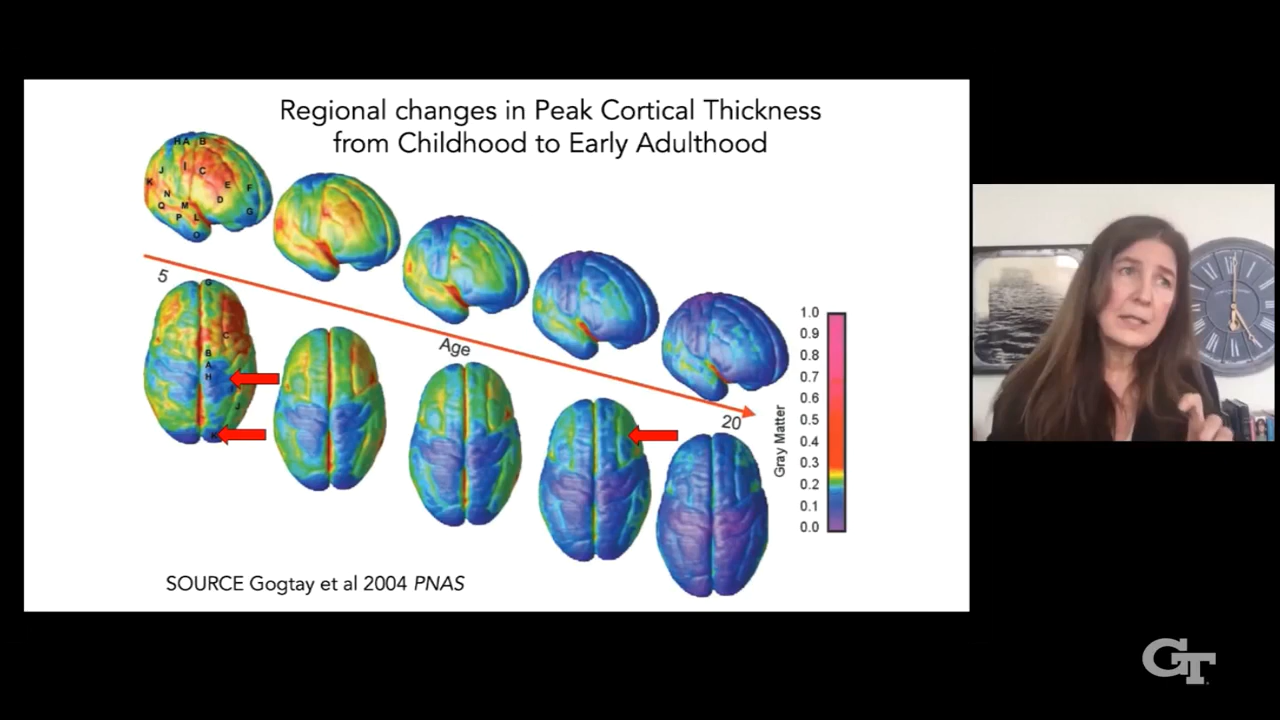 Regional changes in Peak Cortical Thickness
from Childhood to Early Adulthood
HA B
J I C
K E F
N D
Q M G
P L
O
5
Age
20
G
C
B
A
H
J
K
Gray Matter
1.0
0.9
0.8
0.7
0.6
0.5
0.4
0.3
0.2
0.1
0.0
SOURCE Gogtay et al 2004 PNAS
GT